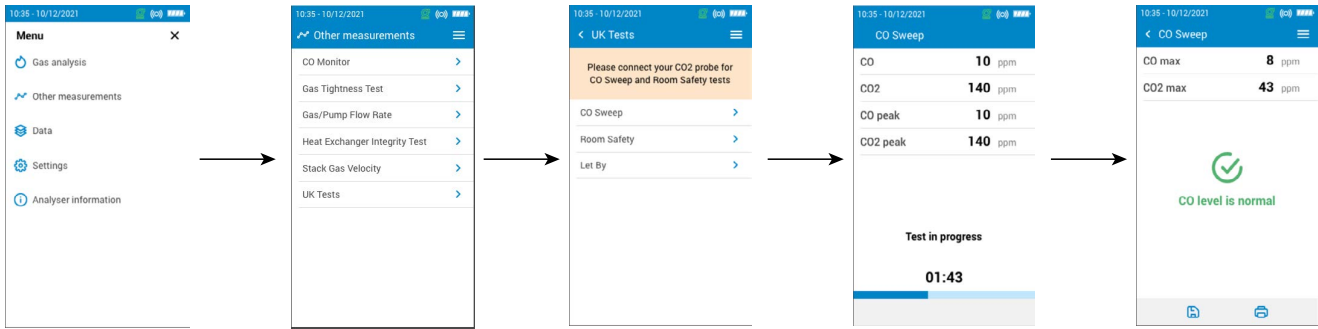 10:35 - 10/12/2021
Menu
Gas analysis
Other measurements
Data
Settings
Analyser information
10:35 - 10/12/2021
Other measurements
CO Monitor
Gas Tightness Test
Gas/Pump Flow Rate
Heat Exchanger Integrity Test
Stack Gas Velocity
UK Tests
10:35 - 10/12/2021
UK Tests
Please connect your CO2 probe for
CO Sweep and Room Safety tests
CO Sweep
Room Safety
Let By
10:35 - 10/12/2021
CO Sweep
CO 10 ppm
CO2 140 ppm
CO peak 10 ppm
CO2 peak 140 ppm
Test in progress
01:43
10:35 - 10/12/2021
CO Sweep
CO max 8 ppm
CO2 max 43 ppm
CO level is normal